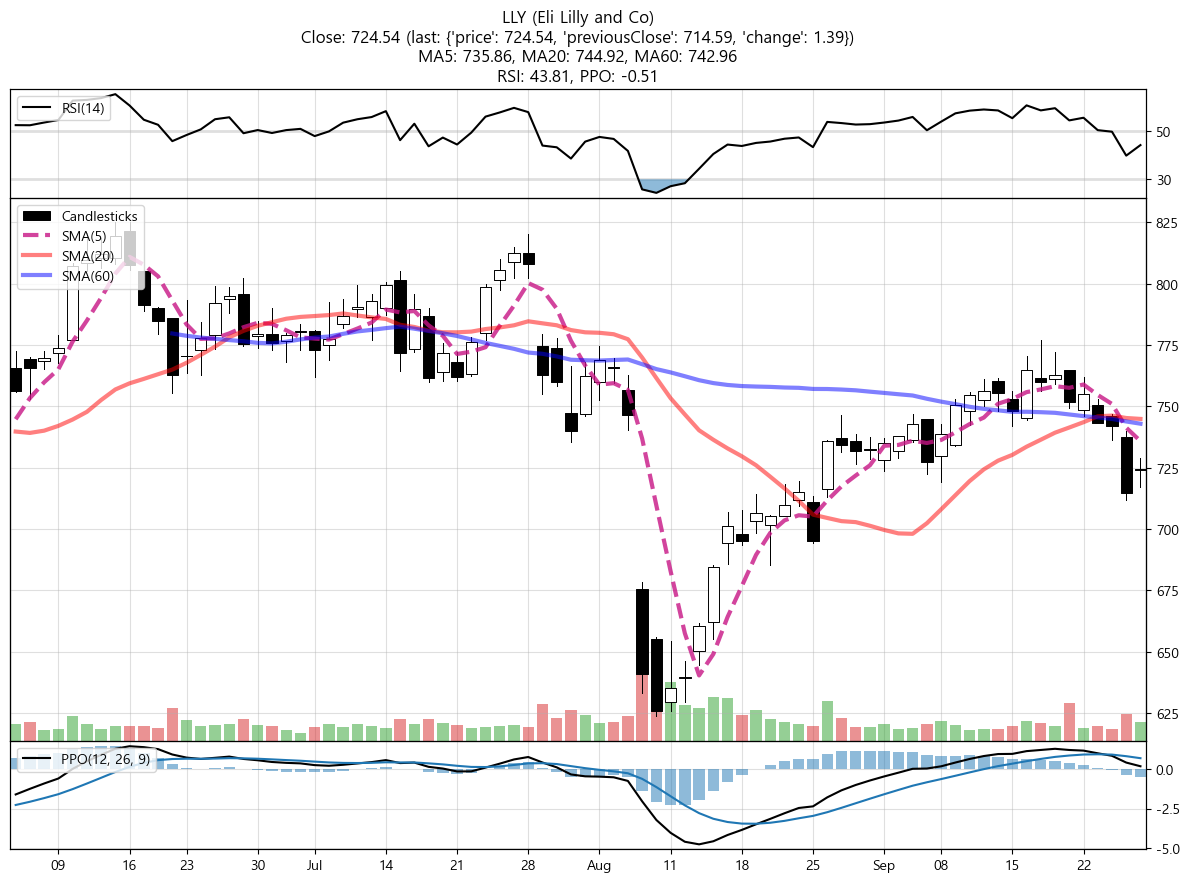 LLY (Eli Lilly and Co)
Close: 724.54 (last: {'price': 724.54, 'previousClose': 714.59, 'change': 1.39})
MA5: 735.86, MA20: 744.92, MA60: 742.96
RSI: 43.81, PPO: -0.51
RSI(14)
50
30
Candlesticks
SMA(5)
SMA(20)
SMA(60)
825
800
775
750
725
700
675
650
625
PPO(12, 26, 9)
0.0
-2.5
-5.0
09 16 23 30 Jul 14 21 28 Aug 11 18 25 Sep 08 15 22